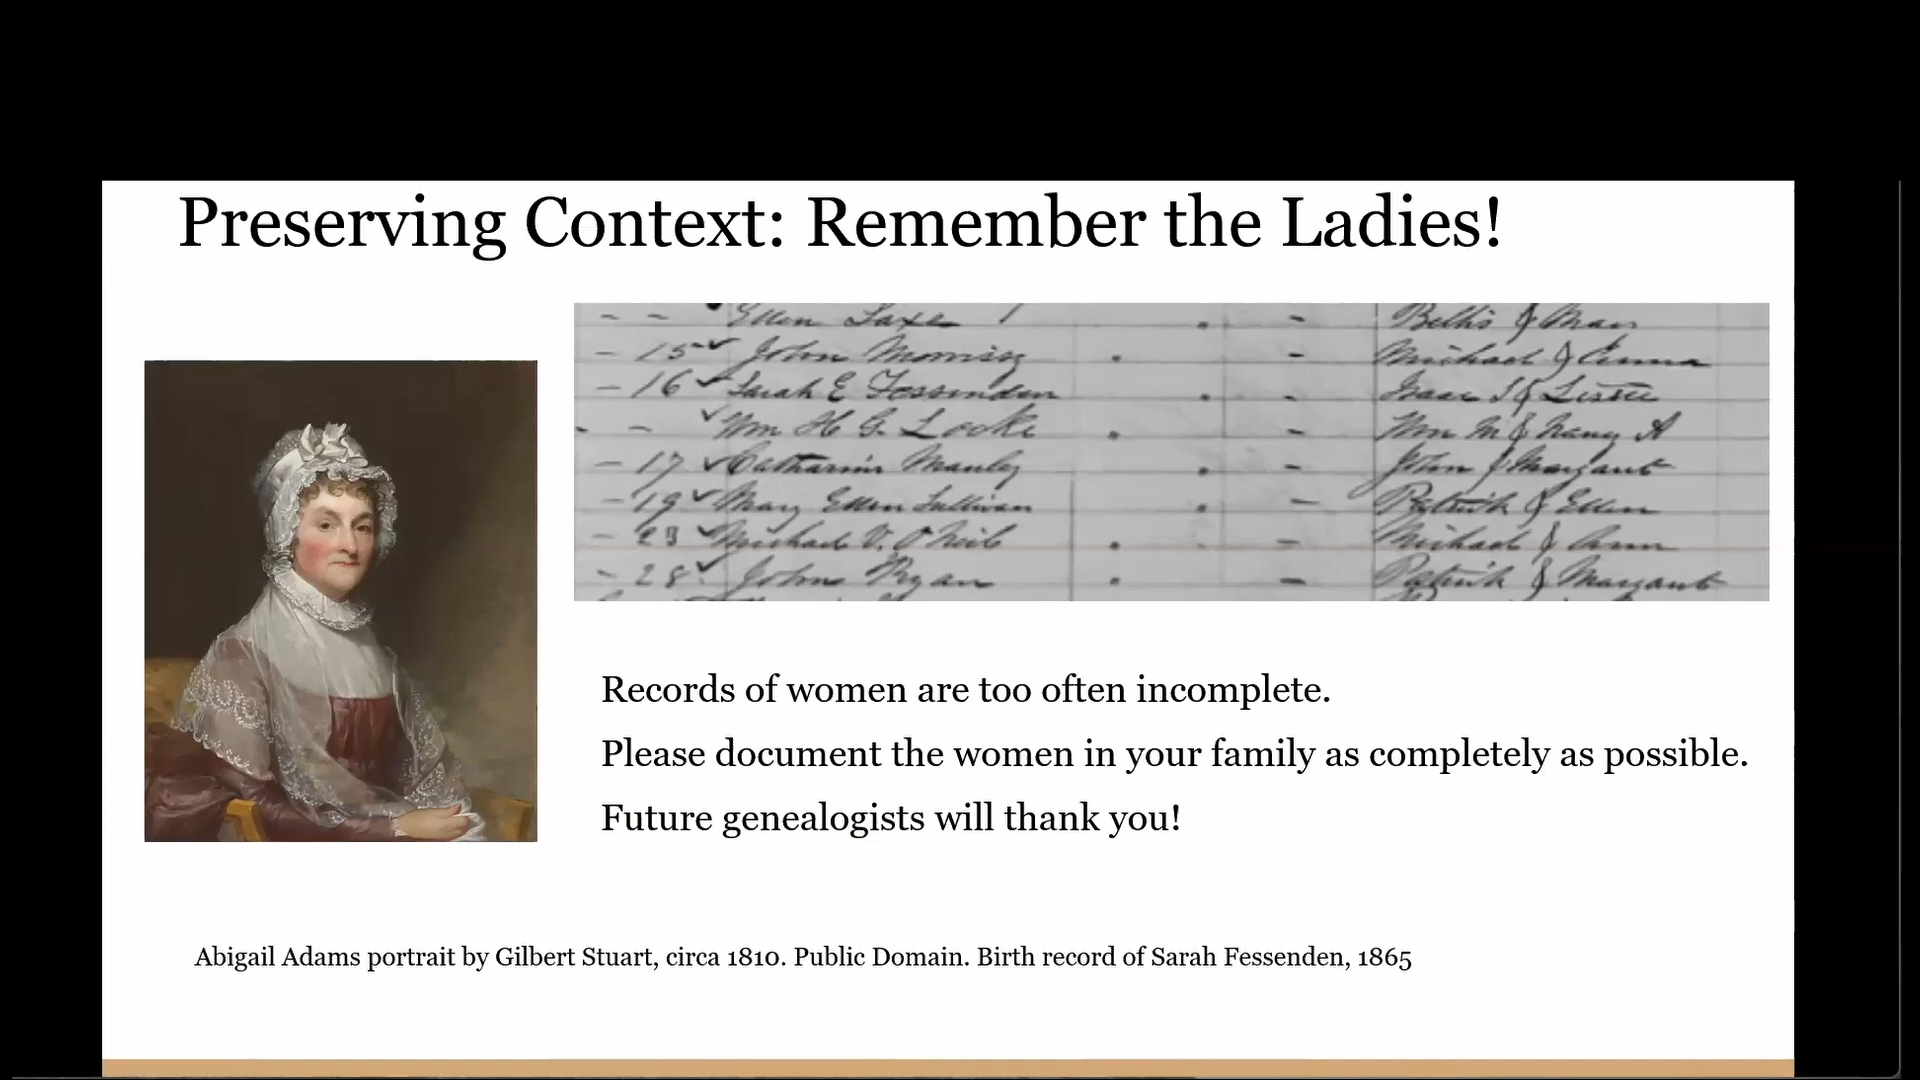 Preserving Context: Remember the Ladies!
- - Ellen Saxe
- 15 John Morrissy - Michael & Anna
- 16 Sarah E Fessenden - Isaac S &
- Wm H. G. Locke - Wm M & Nancy A
- 17 Catharine Manley - John & Margaret
- 19 Mary Ellen Sullivan - Patrick & Ellen
- 23 Michael V. O'Neil - Michael & Ann
- 28 John Ryan - Patrick & Margaret
Records of women are too often incomplete.
Please document the women in your family as completely as possible.
Future genealogists will thank you!
Abigail Adams portrait by Gilbert Stuart, circa 1810. Public Domain. Birth record of Sarah Fessenden, 1865